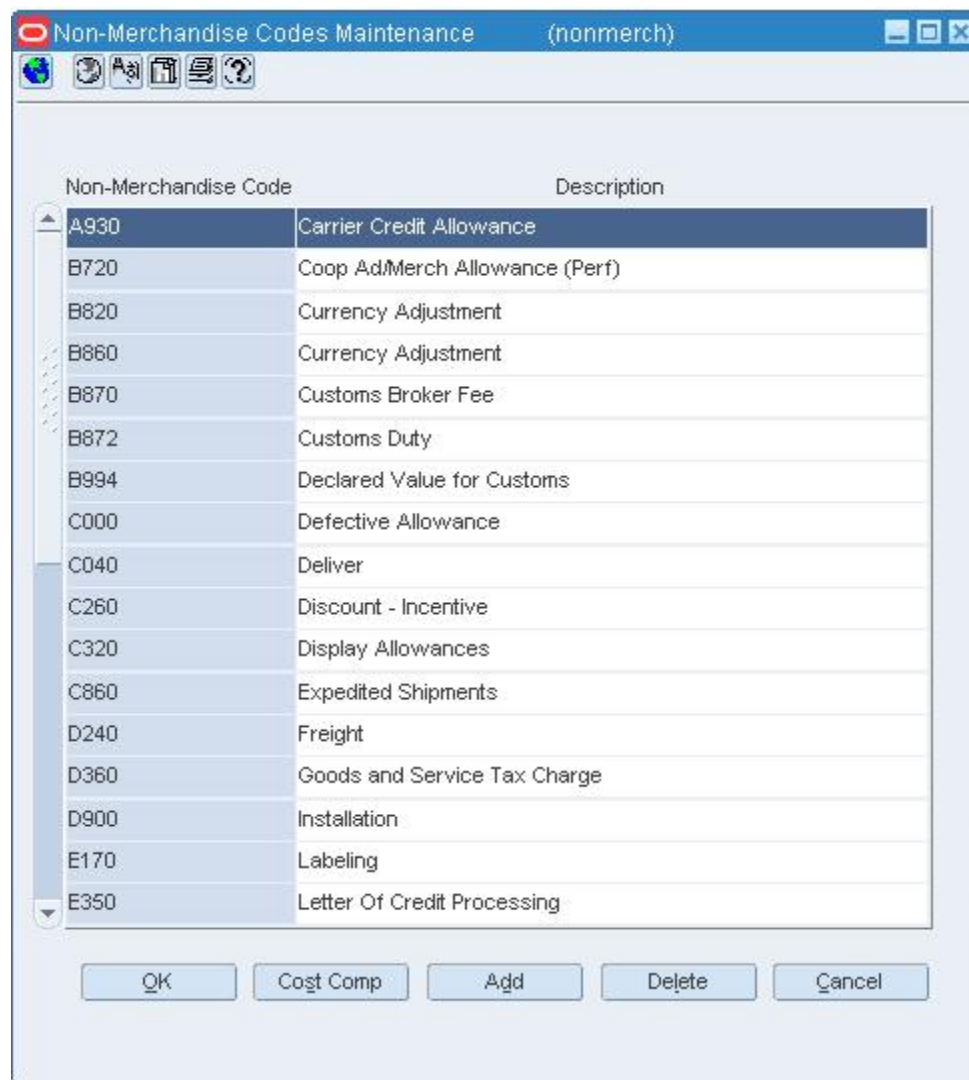 Non-Merchandise Codes Maintenance (nonmerch)
Non-Merchandise Code Description
A930 Carrier Credit Allowance
B720 Coop Ad/Merch Allowance (Perf)
B820 Currency Adjustment
B860 Currency Adjustment
B870 Customs Broker Fee
B872 Customs Duty
B994 Declared Value for Customs
C000 Defective Allowance
C040 Deliver
C260 Discount - Incentive
C320 Display Allowances
C860 Expedited Shipments
D240 Freight
D360 Goods and Service Tax Charge
D900 Installation
E170 Labeling
E350 Letter Of Credit Processing
OK Cost Comp Add Delete Cancel